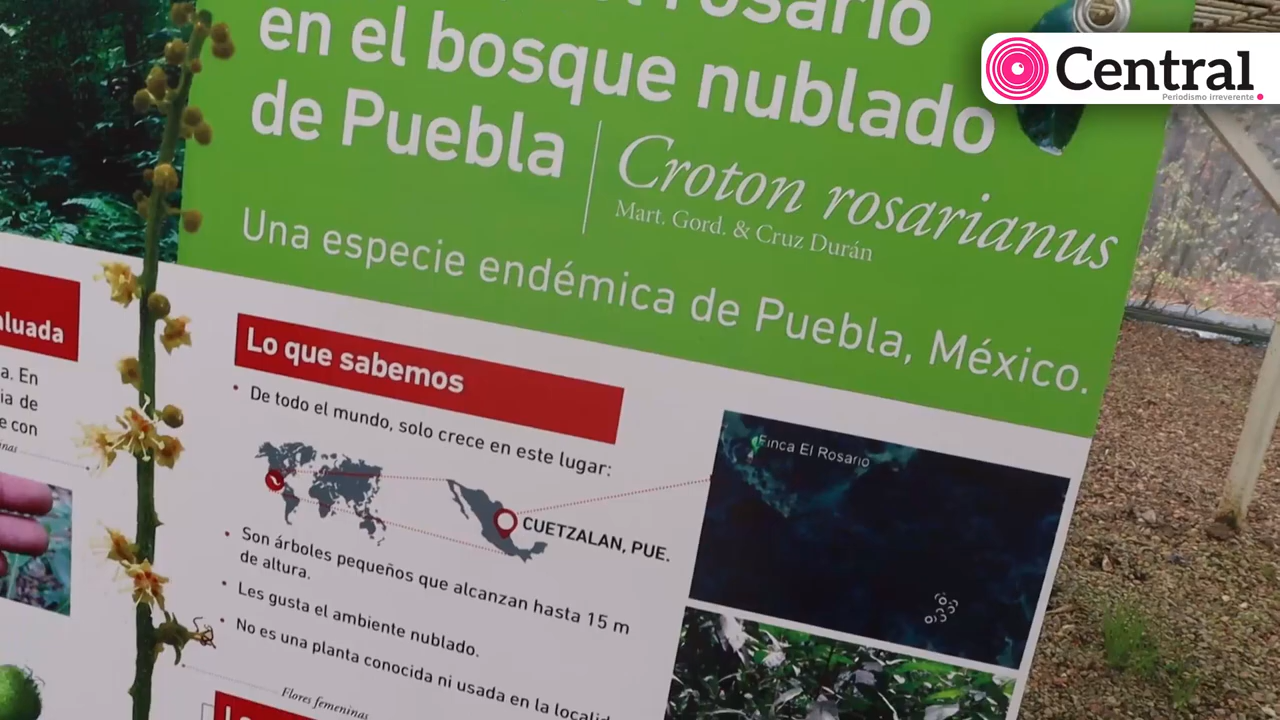 rosario
en el bosque nublado
de Puebla
Croton rosarianus
Mart. Gord. & Cruz Durán
Una especie endémica de Puebla, México.
Central
Periodismo irreverente
aluada
a. En
ia de
e con
inas
Lo que sabemos
• De todo el mundo, solo crece en este lugar:
Finca El Rosario
CUETZALAN, PUE.
• Son árboles pequeños que alcanzan hasta 15 m
de altura.
• Les gusta el ambiente nublado.
• No es una planta conocida ni usada en la localid
Flores femeninas